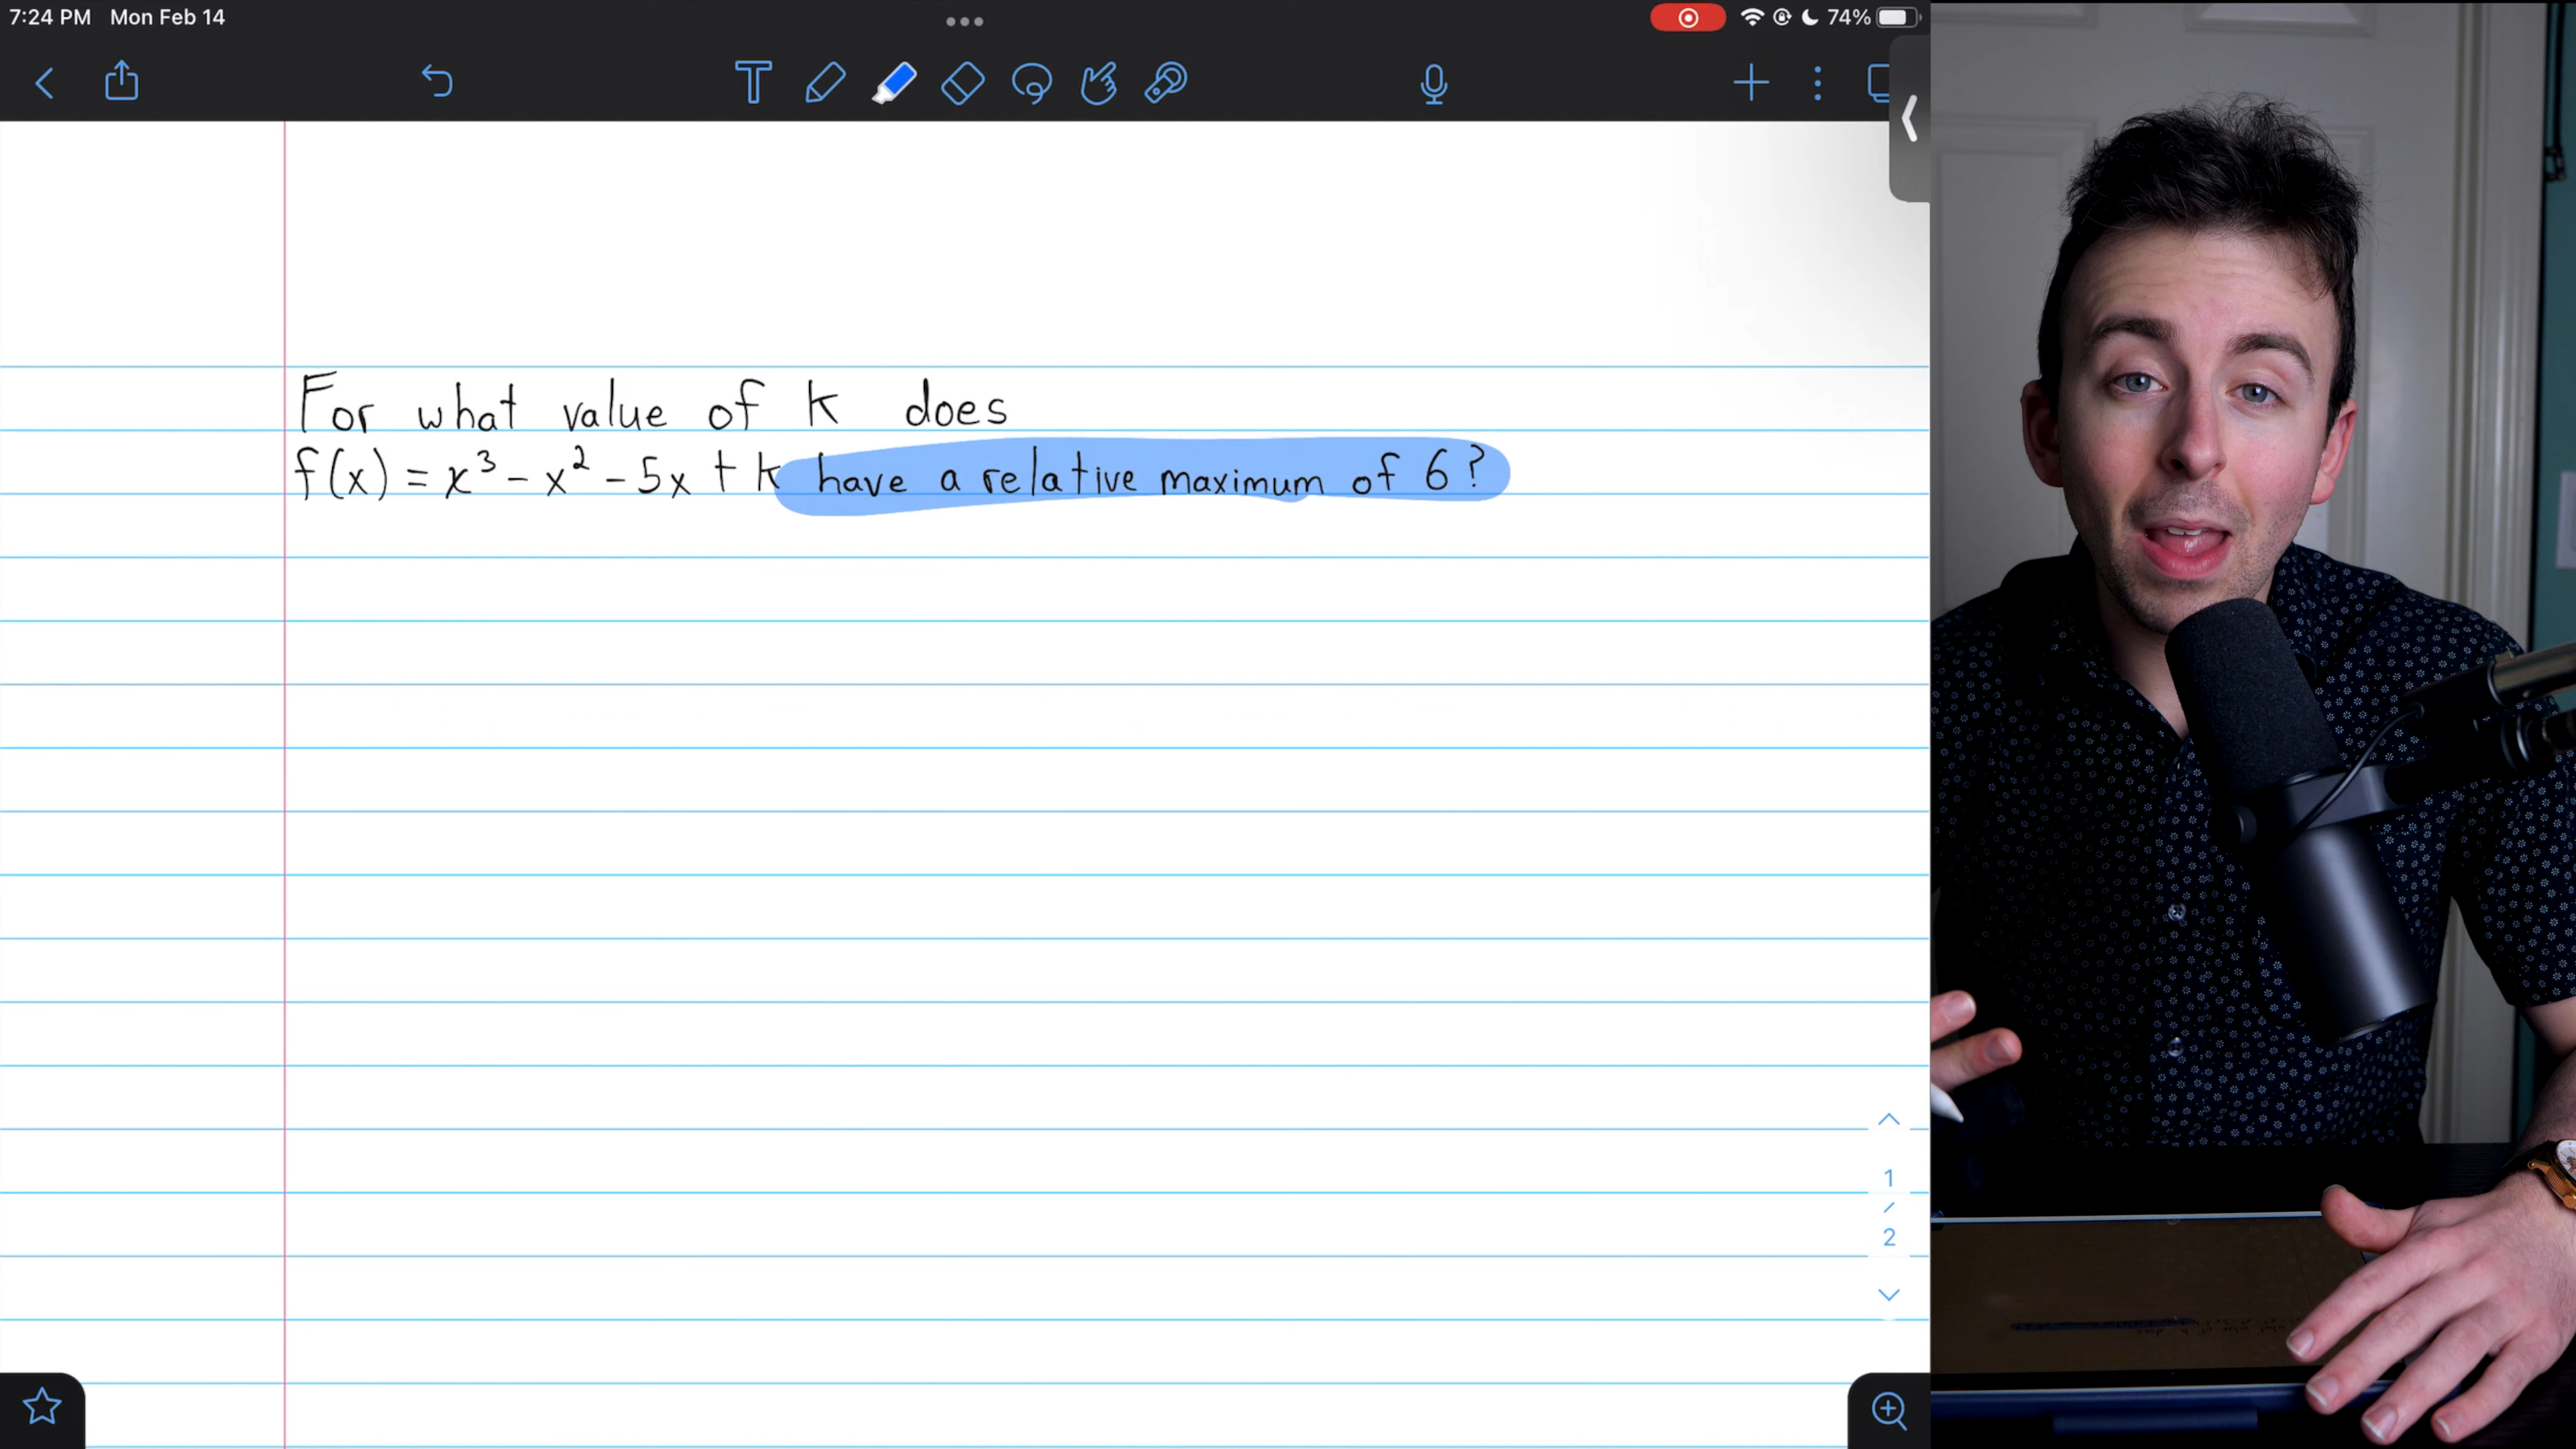 7:24 PM Mon Feb 14
74%
For what value of k does
f(x) = x³ - x² - 5x + k have a relative maximum of 6?
1
/
2